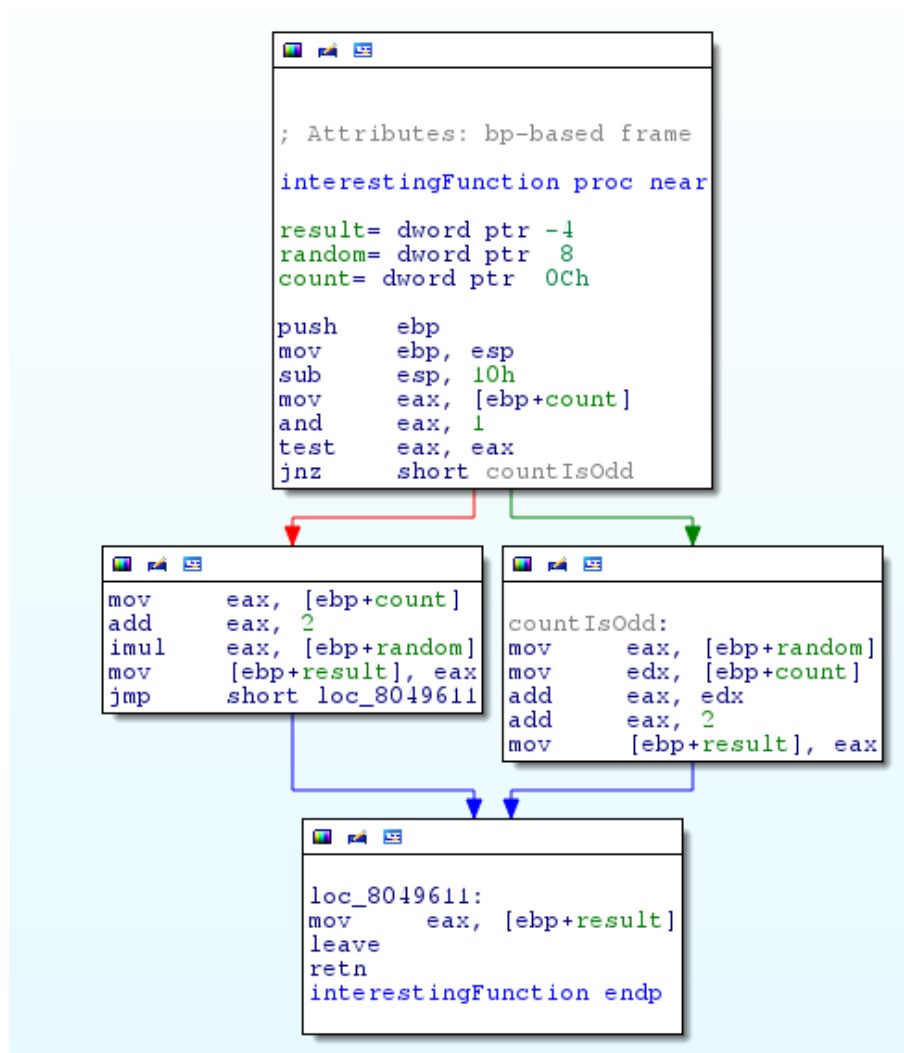 ; Attributes: bp-based frame
interestingFunction proc near
result= dword ptr -4
random= dword ptr  8
count= dword ptr  0Ch
push    ebp
mov     ebp, esp
sub     esp, 10h
mov     eax, [ebp+count]
and     eax, 1
test    eax, eax
jnz     short countIsOdd
mov     eax, [ebp+count]
add     eax, 2
imul    eax, [ebp+random]
mov     [ebp+result], eax
jmp     short loc_8049611
countIsOdd:
mov     eax, [ebp+random]
mov     edx, [ebp+count]
add     eax, edx
add     eax, 2
mov     [ebp+result], eax
loc_8049611:
mov     eax, [ebp+result]
leave
retn
interestingFunction endp